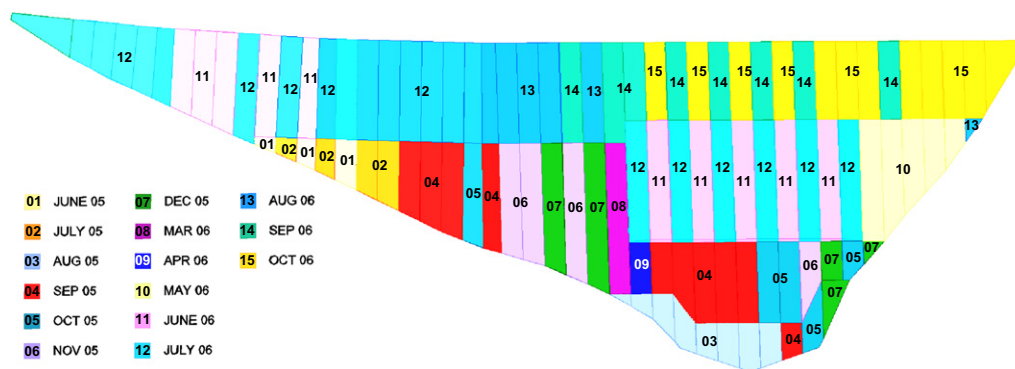 12 11 12 11 12 11 12 12 13 14 13 14 15 14 15 14 15 14 15 14 15 14 15
13
01 02 01 02 01 02 04 05 04 06 07 06 07 08 12 11 12 11 12 11 12 11 12 11 12 10
09 04 05 06 07 05 07
07
03 04 05
01 JUNE 05
02 JULY 05
03 AUG 05
04 SEP 05
05 OCT 05
06 NOV 05
07 DEC 05
08 MAR 06
09 APR 06
10 MAY 06
11 JUNE 06
12 JULY 06
13 AUG 06
14 SEP 06
15 OCT 06